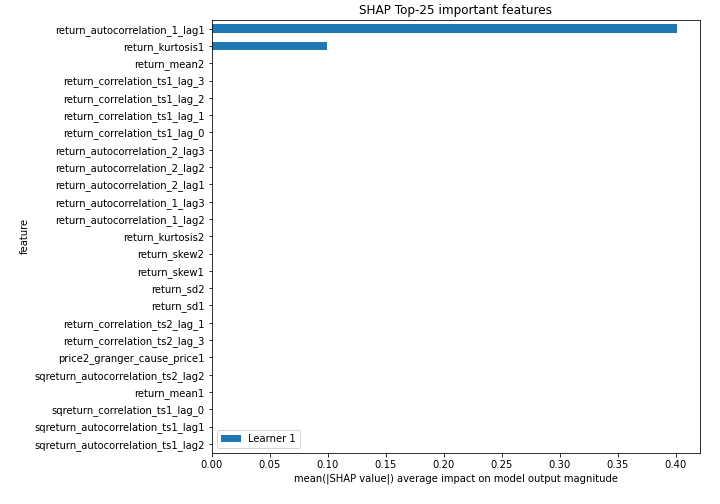 SHAP Top-25 important features
return_autocorrelation_1_lag1
return_kurtosis1
return_mean2
return_correlation_ts1_lag_3
return_correlation_ts1_lag_2
return_correlation_ts1_lag_1
return_correlation_ts1_lag_0
return_autocorrelation_2_lag3
return_autocorrelation_2_lag2
return_autocorrelation_2_lag1
return_autocorrelation_1_lag3
return_autocorrelation_1_lag2
return_kurtosis2
return_skew2
return_skew1
return_sd2
return_sd1
return_correlation_ts2_lag_1
return_correlation_ts2_lag_3
price2_granger_cause_price1
sqreturn_autocorrelation_ts2_lag2
return_mean1
sqreturn_correlation_ts1_lag_0
sqreturn_autocorrelation_ts1_lag1
sqreturn_autocorrelation_ts1_lag2
feature
Learner 1
0.00 0.05 0.10 0.15 0.20 0.25 0.30 0.35 0.40
mean(|SHAP value|) average impact on model output magnitude